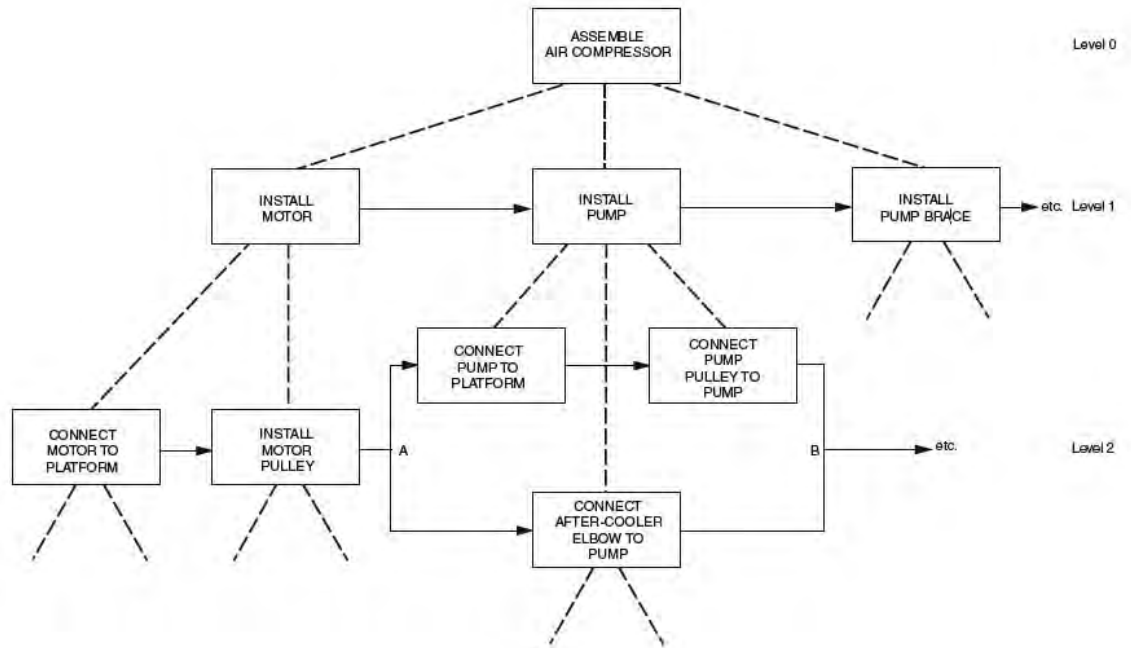 ASSEMBLE
AIR COMPRESSOR
Level 0
INSTALL
MOTOR
INSTALL
PUMP
INSTALL
PUMP BRACE
etc.
Level 1
CONNECT
PUMP TO
PLATFORM
CONNECT
PUMP
PULLEY TO
PUMP
CONNECT
MOTOR TO
PLATFORM
INSTALL
MOTOR
PULLEY
A
B
etc.
Level 2
CONNECT
AFTER-COOLER
ELBOW TO
PUMP